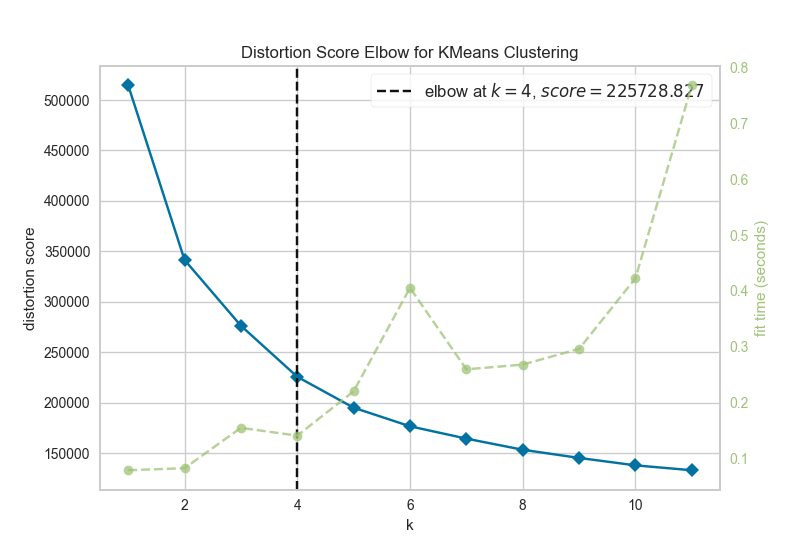 Distortion Score Elbow for KMeans Clustering
elbow at k = 4, score = 225728.827
distortion score
500000
450000
400000
350000
300000
250000
200000
150000
2 4 6 8 10
k
0.8
0.7
0.6
0.5
0.4
0.3
0.2
0.1
fit time (seconds)